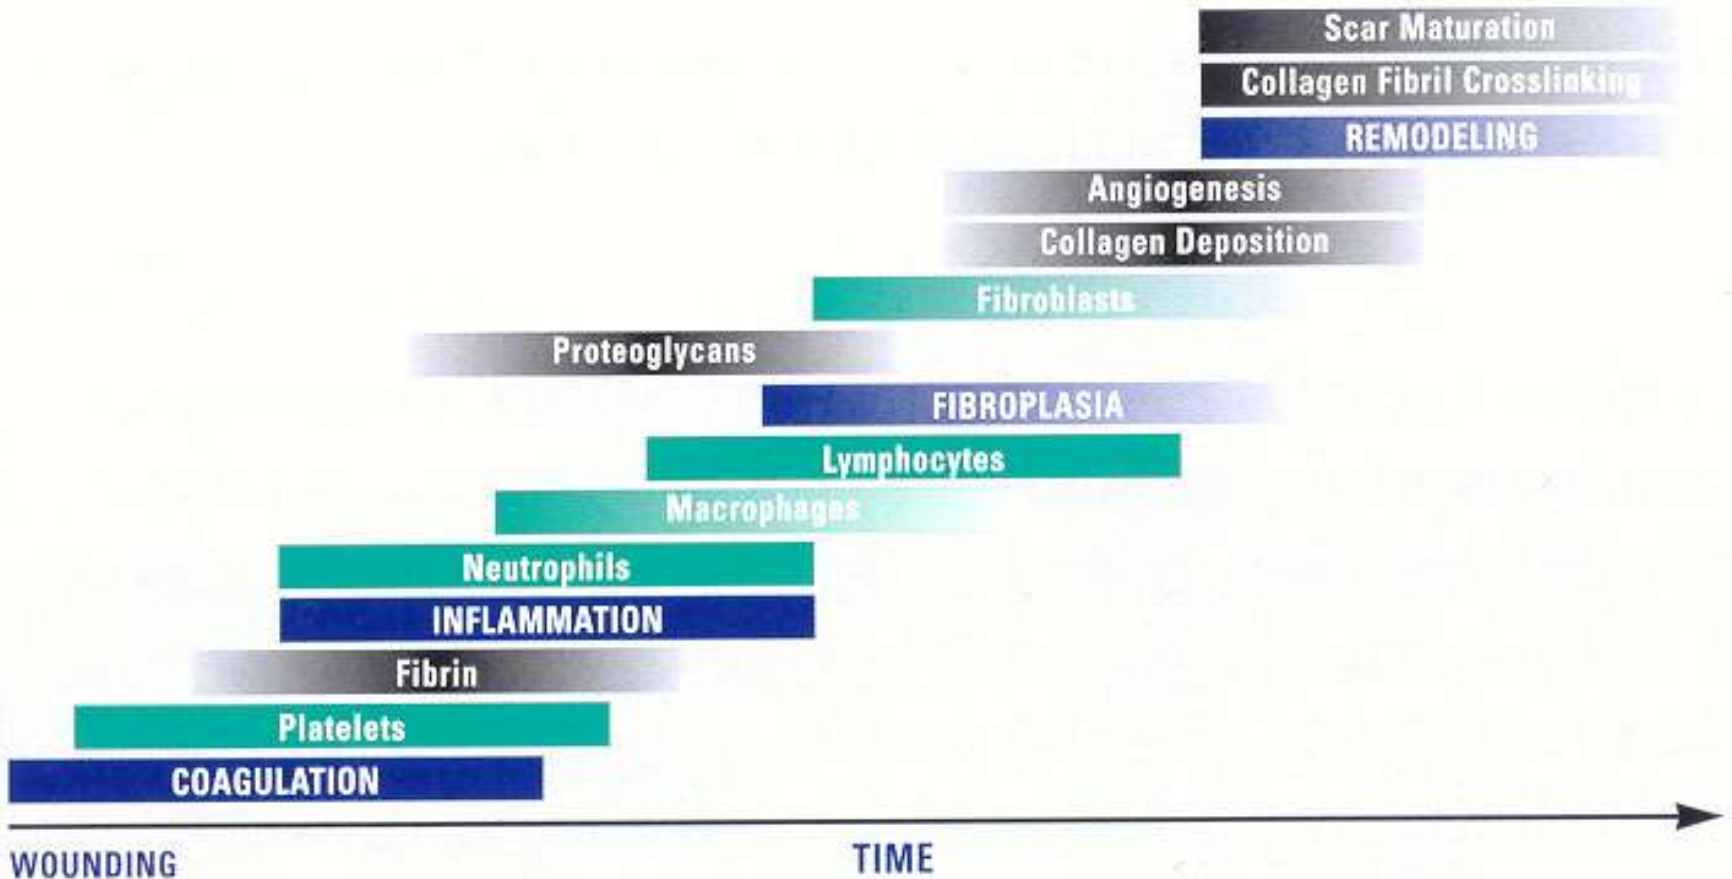 Scar Maturation
Collagen Fibril Crosslinking
REMODELING
Angiogenesis
Collagen Deposition
Fibroblasts
Proteoglycans
FIBROPLASIA
Lymphocytes
Macrophages
Neutrophils
INFLAMMATION
Fibrin
Platelets
COAGULATION
WOUNDING
TIME